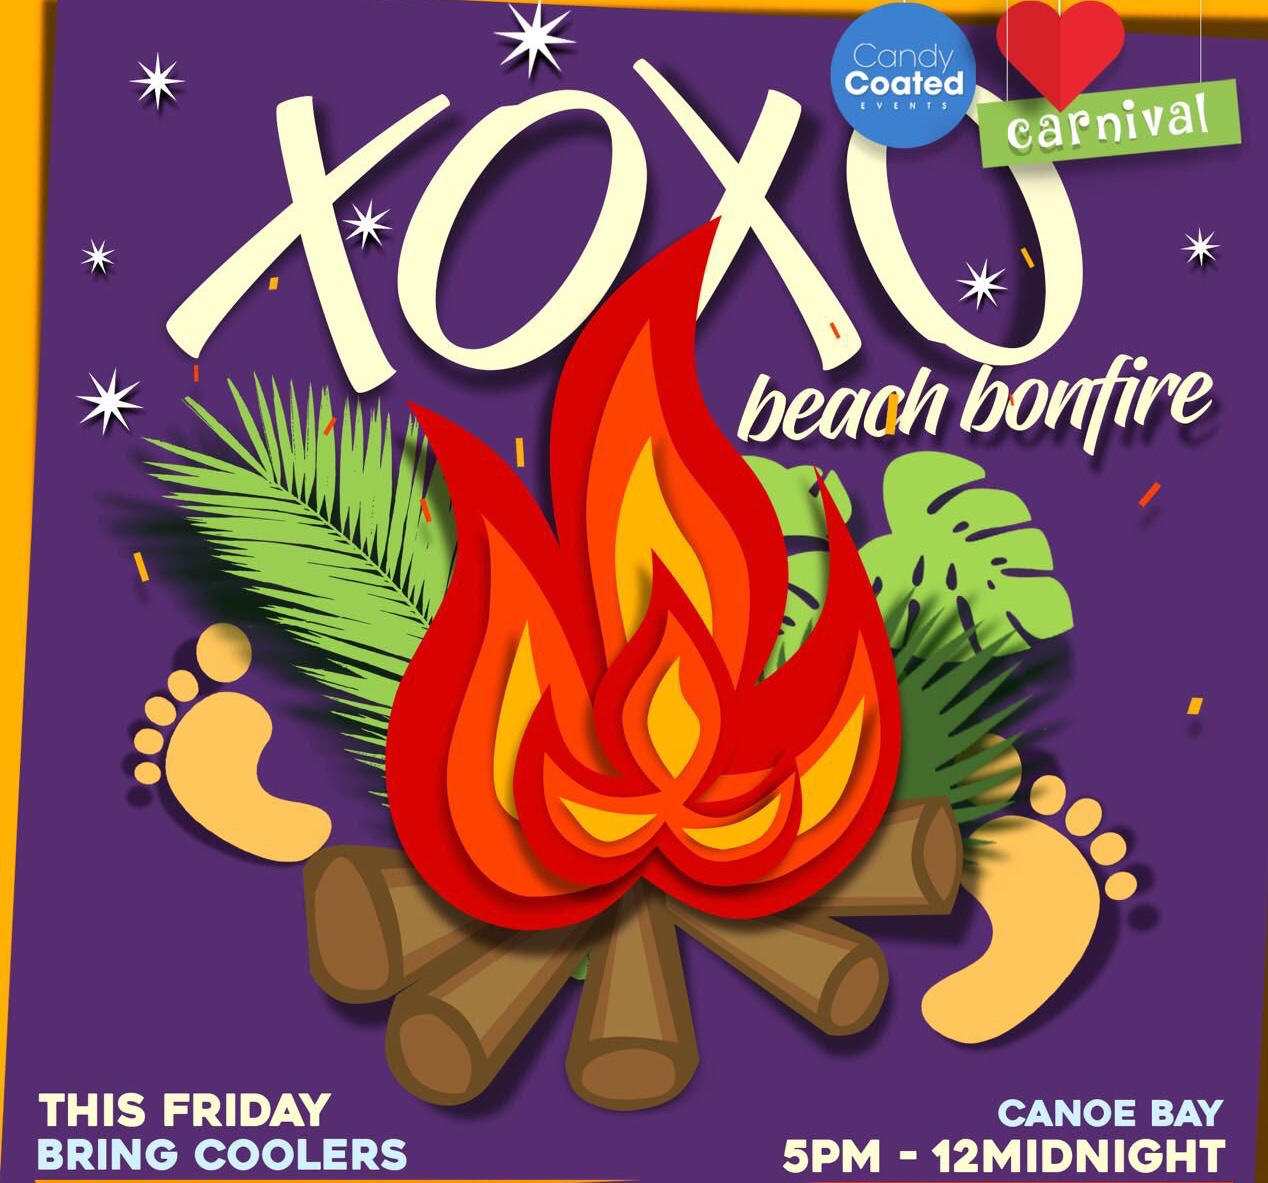 Candy
Coated
EVENTS
carnival
XOXO
beach bonfire
THIS FRIDAY
BRING COOLERS
CANOE BAY
5PM - 12MIDNIGHT